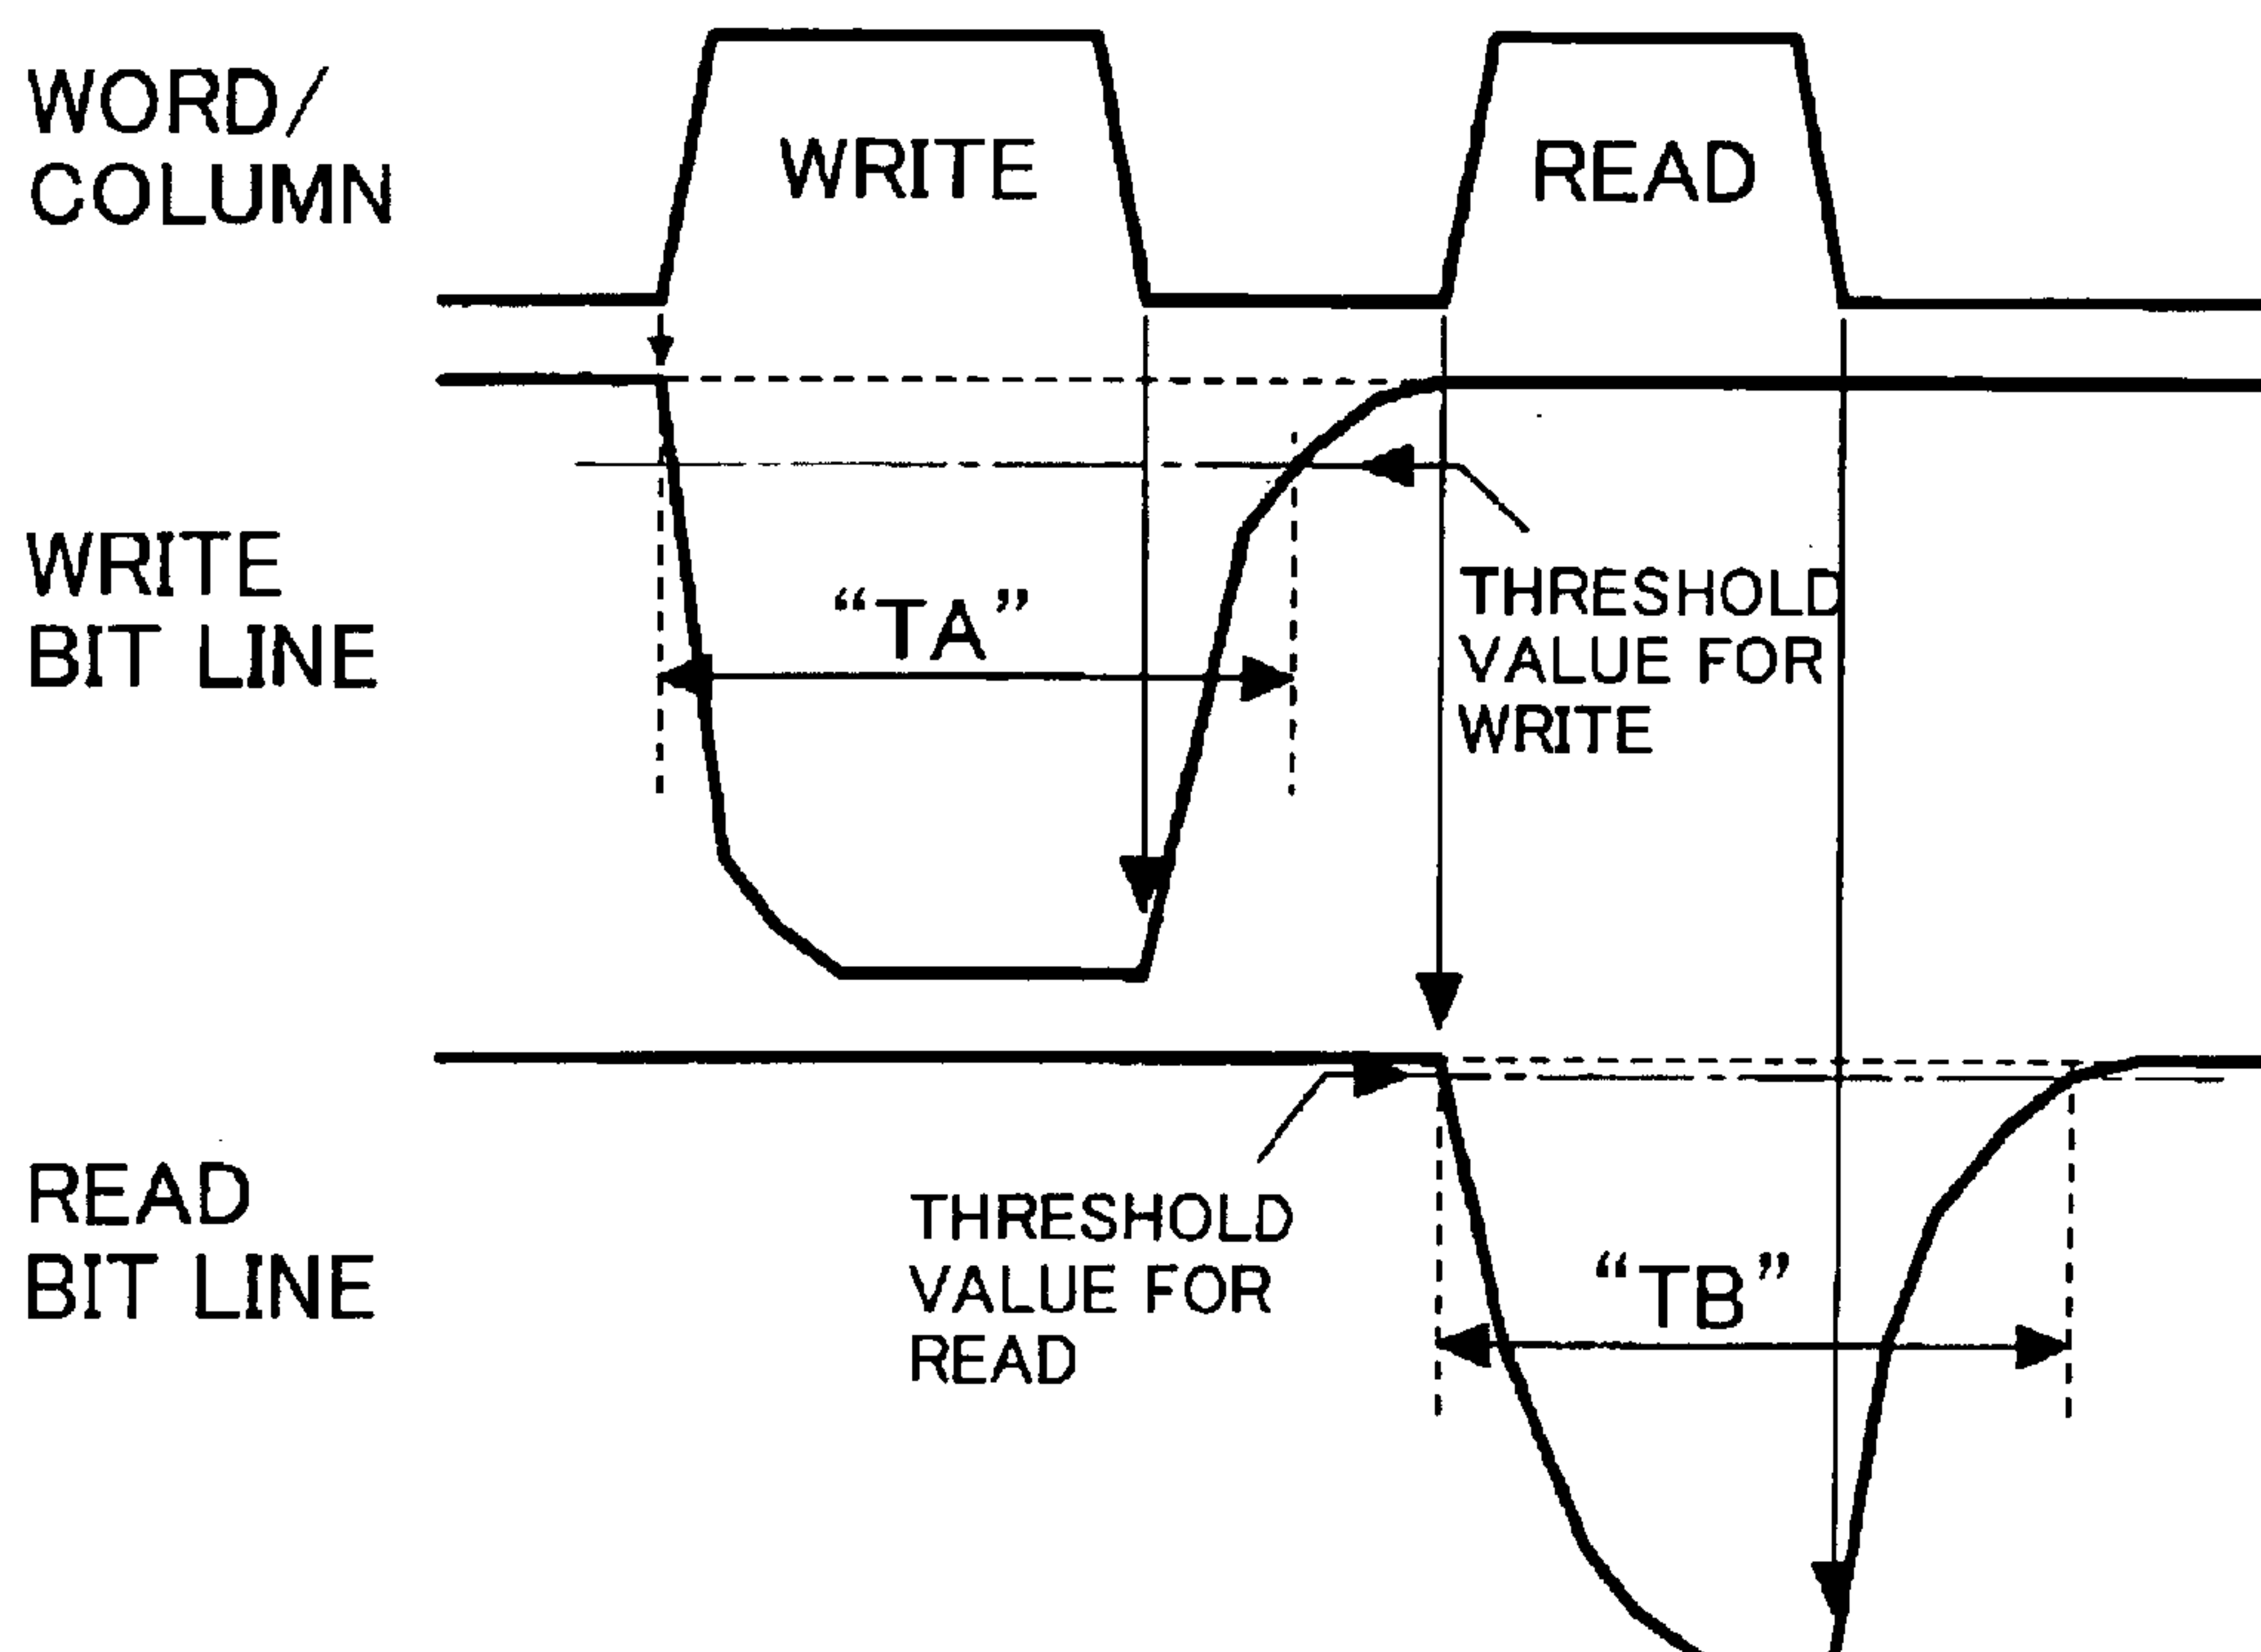 WORD/
COLUMN
WRITE
READ
WRITE
BIT LINE
“TA”
THRESHOLD
VALUE FOR
WRITE
READ
BIT LINE
THRESHOLD
VALUE FOR
READ
“TB”